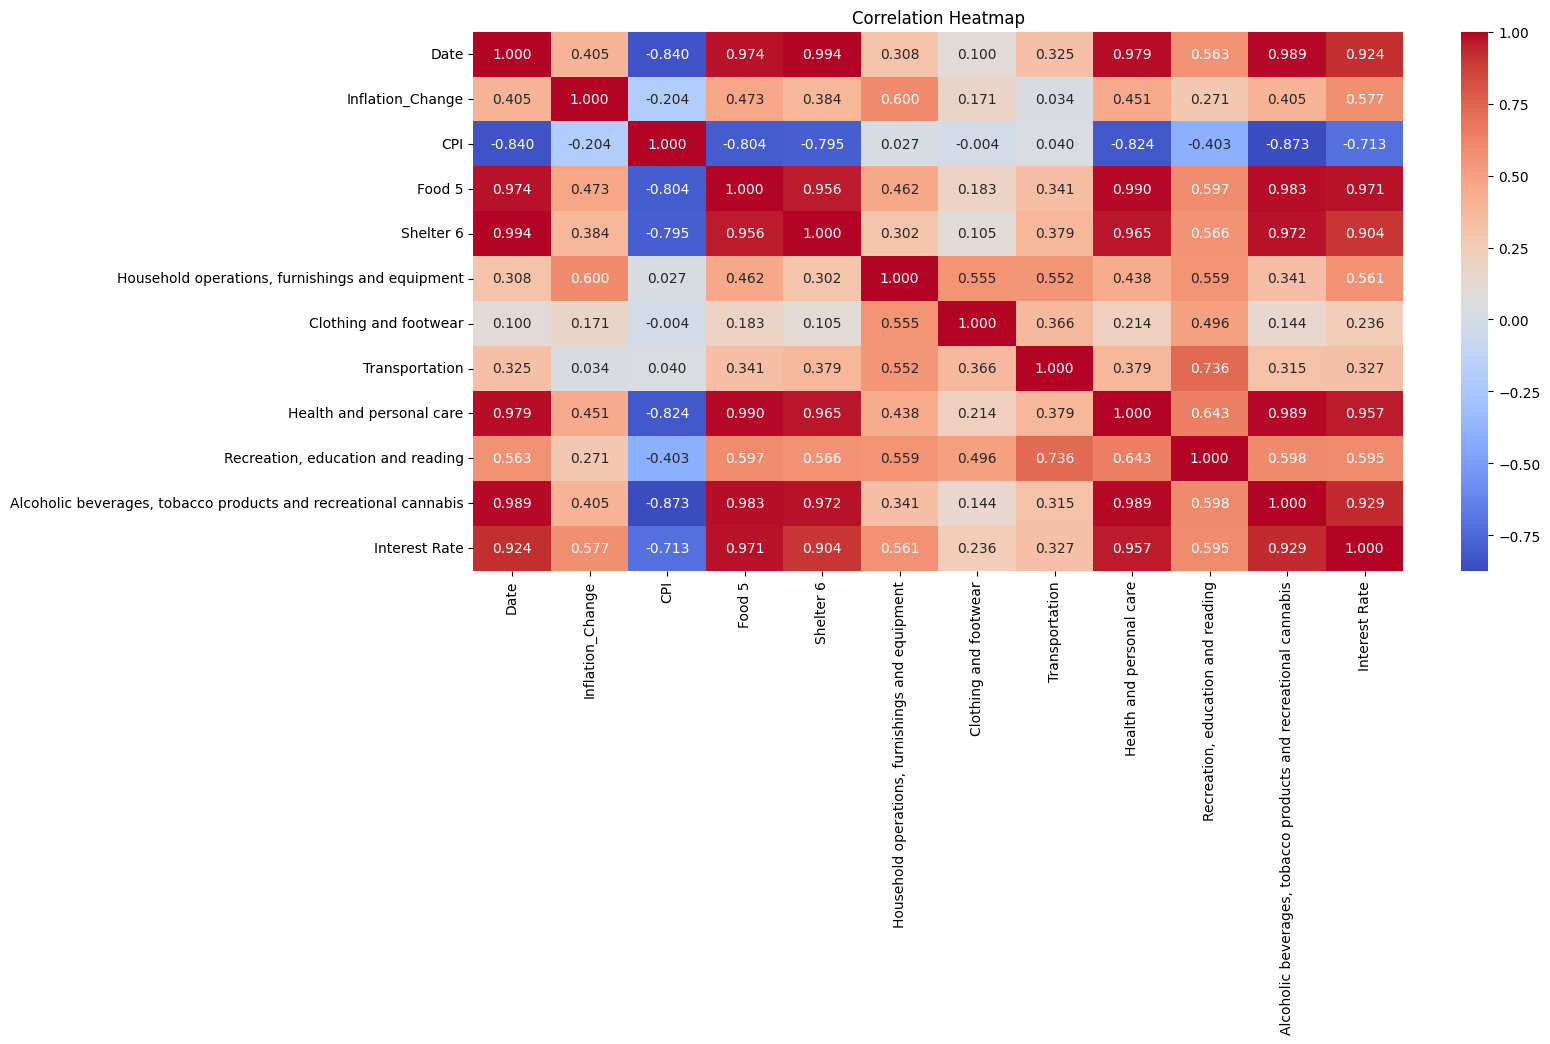 Correlation Heatmap
Date 1.000 0.405 -0.840 0.974 0.994 0.308 0.100 0.325 0.979 0.563 0.989 0.924
Inflation_Change 0.405 1.000 -0.204 0.473 0.384 0.600 0.171 0.034 0.451 0.271 0.405 0.577
CPI -0.840 -0.204 1.000 -0.804 -0.795 0.027 -0.004 0.040 -0.824 -0.403 -0.873 -0.713
Food 5 0.974 0.473 -0.804 1.000 0.956 0.462 0.183 0.341 0.990 0.597 0.983 0.971
Shelter 6 0.994 0.384 -0.795 0.956 1.000 0.302 0.105 0.379 0.965 0.566 0.972 0.904
Household operations, furnishings and equipment 0.308 0.600 0.027 0.462 0.302 1.000 0.555 0.552 0.438 0.559 0.341 0.561
Clothing and footwear 0.100 0.171 -0.004 0.183 0.105 0.555 1.000 0.366 0.214 0.496 0.144 0.236
Transportation 0.325 0.034 0.040 0.341 0.379 0.552 0.366 1.000 0.379 0.736 0.315 0.327
Health and personal care 0.979 0.451 -0.824 0.990 0.965 0.438 0.214 0.379 1.000 0.643 0.989 0.957
Recreation, education and reading 0.563 0.271 -0.403 0.597 0.566 0.559 0.496 0.736 0.643 1.000 0.598 0.595
Alcoholic beverages, tobacco products and recreational cannabis 0.989 0.405 -0.873 0.983 0.972 0.341 0.144 0.315 0.989 0.598 1.000 0.929
Interest Rate 0.924 0.577 -0.713 0.971 0.904 0.561 0.236 0.327 0.957 0.595 0.929 1.000
Date
Inflation_Change
CPI
Food 5
Shelter 6
Household operations, furnishings and equipment
Clothing and footwear
Transportation
Health and personal care
Recreation, education and reading
Alcoholic beverages, tobacco products and recreational cannabis
Interest Rate
1.00
0.75
0.50
0.25
0.00
−0.25
−0.50
−0.75